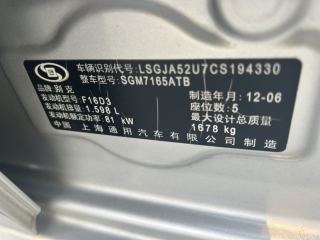 车辆识别代号: LSGJA52U7CS194330
整车型号: SGM7165ATB
品牌 别克 制造年月 12-06
发动机型号 F16D3 座位数 5
发动机排量 1.598 L 最大设计总质量
发动机额定功率 81 kW 1678 kg
中国 上海通用汽车有限公司制造